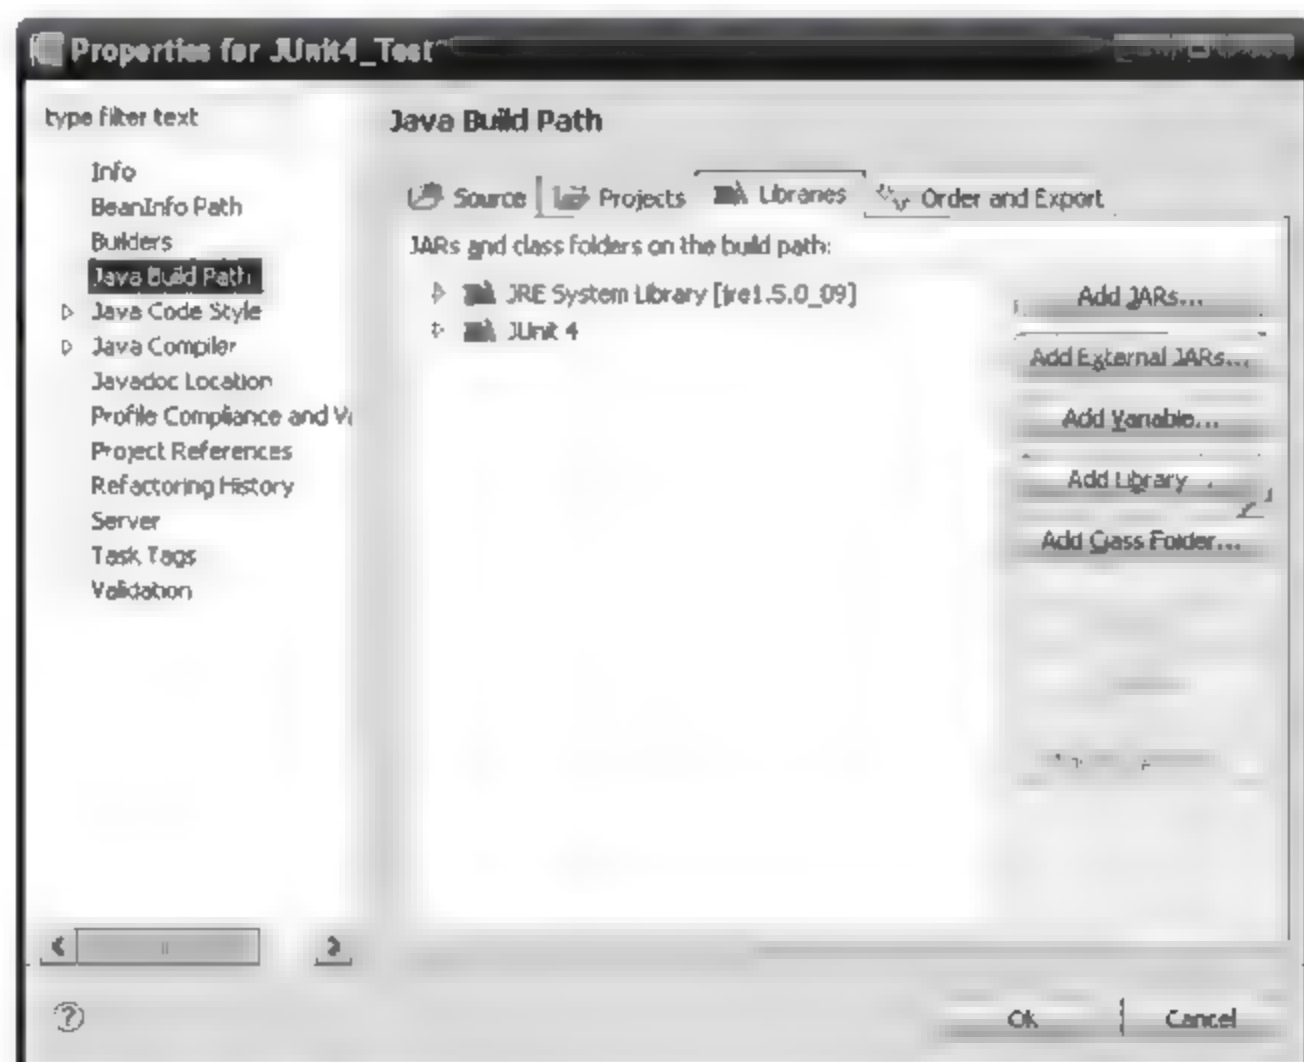 Properties for JUnit4_Test
type filter text
Info
BeanInfo Path
Builders
Java Build Path
Java Code Style
Java Compiler
Javadoc Location
Profile Compliance and Va
Project References
Refactoring History
Server
Task Tags
Validation
Java Build Path
Source
Projects
Libraries
Order and Export
JARs and class folders on the build path:
JRE System Library [jre1.5.0_09]
JUnit 4
Add JARs...
Add External JARs...
Add Variable...
Add Library...
Add Class Folder...
OK
Cancel